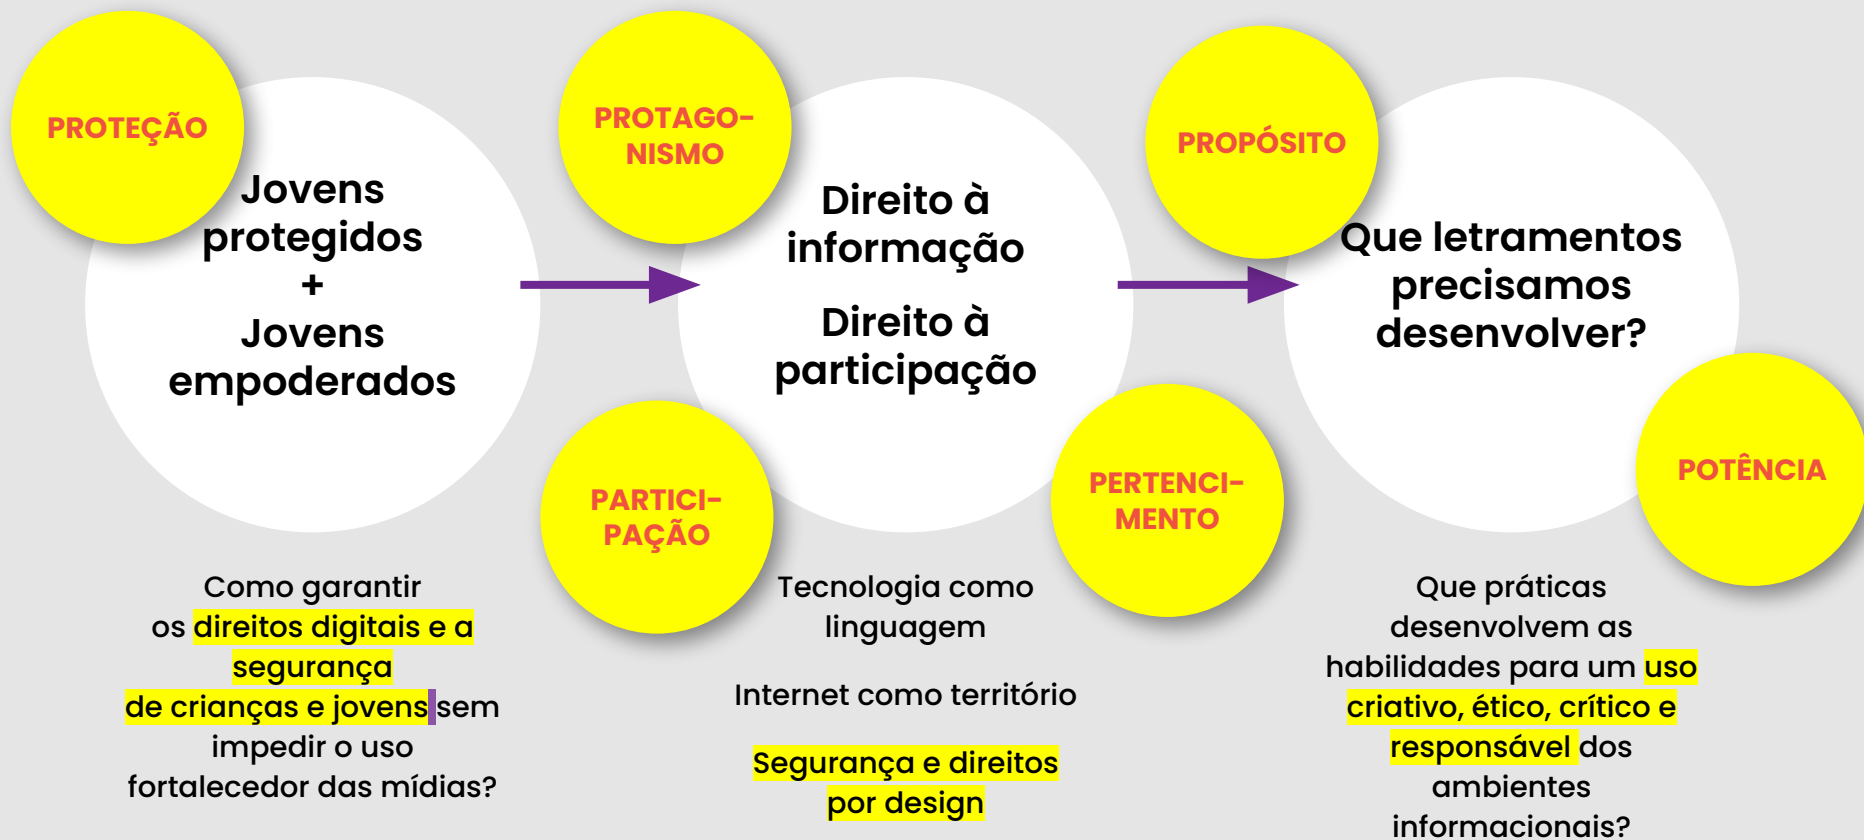 PROTEÇÃO
Jovens
protegidos
+
Jovens
empoderados
Como garantir
os direitos digitais e a
segurança
de crianças e jovens sem
impedir o uso
fortalecedor das mídias?
PROTAGO-
NISMO
Direito à
informação
Direito à
participação
PARTICI-
PAÇÃO
PERTENCI-
MENTO
Tecnologia como
linguagem
Internet como território
Segurança e direitos
por design
PROPÓSITO
Que letramentos
precisamos
desenvolver?
POTÊNCIA
Que práticas
desenvolvem as
habilidades para um uso
criativo, ético, crítico e
responsável dos
ambientes
informacionais?